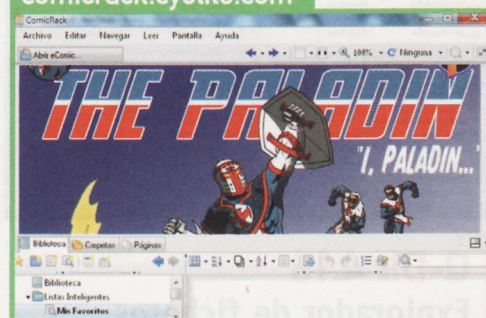 comicrack.cyolito.com
ComicRack
Archivo Editar Navegar Leer Pantalla Ayuda
Abrir eComic... 100% Ninguna
THE PALADIN
"I, PALADIN..."
Biblioteca Carpetas Páginas
Biblioteca
Listas Inteligentes
Mis Favoritos